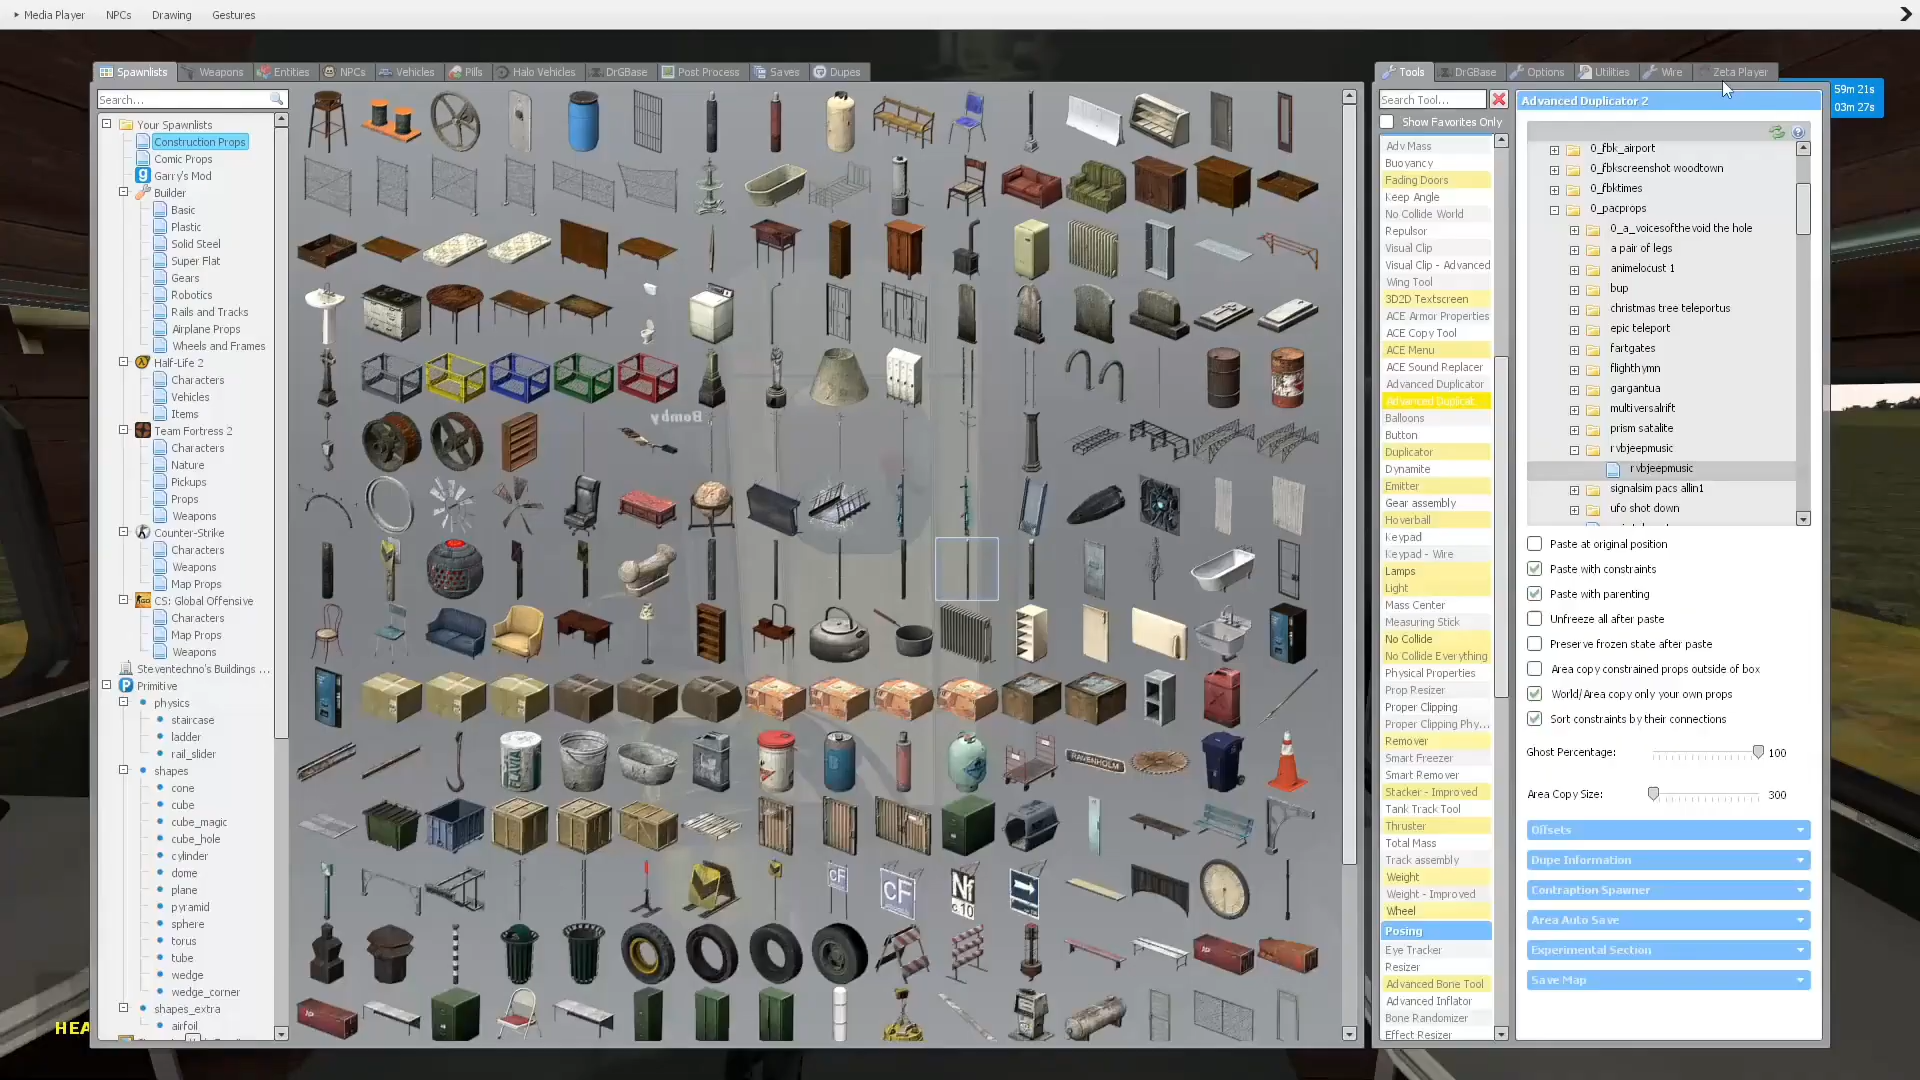 Media Player
NPCs
Drawing
Gestures
Spawnlists
Weapons
Entities
NPCs
Vehicles
Pills
Halo Vehicles
DrGBase
Post Process
Saves
Dupes
Search...
Your Spawnlists
Construction Props
Comic Props
Garry's Mod
Builder
Basic
Plastic
Solid Steel
Super Flat
Gears
Robotics
Rails and Tracks
Airplane Props
Wheels and Frames
Half-Life 2
Characters
Vehicles
Items
Team Fortress 2
Characters
Nature
Pickups
Props
Weapons
Counter-Strike
Characters
Weapons
Map Props
CS: Global Offensive
Characters
Map Props
Weapons
Steventechno's Buildings ...
Primitive
physics
staircase
ladder
rail_slider
shapes
cone
cube
cube_magic
cube_hole
cylinder
dome
plane
pyramid
sphere
torus
tube
wedge
wedge_corner
shapes_extra
airfoil
HEA
Bomby
RAVENHOLM
cF
cF
Nf
c 10
Tools
DrGBase
Options
Utilities
Wire
Zeta Player
59m 21s
03m 27s
Search Tool...
Show Favorites Only
Adv Mass
Buoyancy
Fading Doors
Keep Angle
No Collide World
Repulsor
Visual Clip
Visual Clip - Advanced
Wing Tool
3D2D Textscreen
ACE Armor Properties
ACE Copy Tool
ACE Menu
ACE Sound Replacer
Advanced Duplicator
Advanced Duplicat...
Balloons
Button
Duplicator
Dynamite
Emitter
Gear assembly
Hoverball
Keypad
Keypad - Wire
Lamps
Light
Mass Center
Measuring Stick
No Collide
No Collide Everything
Physical Properties
Prop Resizer
Proper Clipping
Proper Clipping Phy...
Remover
Smart Freezer
Smart Remover
Stacker - Improved
Tank Track Tool
Thruster
Total Mass
Track assembly
Weight
Weight - Improved
Wheel
Posing
Eye Tracker
Resizer
Advanced Bone Tool
Advanced Inflator
Bone Randomizer
Effect Resizer
Advanced Duplicator 2
0_fbk_airport
0_fbkscreenshot woodtown
0_fbktimes
0_pacprops
0_a_voicesofthevoid the hole
a pair of legs
animelocust 1
bup
christmas tree teleportus
epic teleport
fartgates
flighthymn
gargantua
multiversalrift
prism satalite
rvbjeepmusic
rvbjeepmusic
signalsim pacs allin1
ufo shot down
Paste at original position
Paste with constraints
Paste with parenting
Unfreeze all after paste
Preserve frozen state after paste
Area copy constrained props outside of box
World/Area copy only your own props
Sort constraints by their connections
Ghost Percentage: 100
Area Copy Size: 300
Offsets
Dupe Information
Contraption Spawner
Area Auto Save
Experimental Section
Save Map